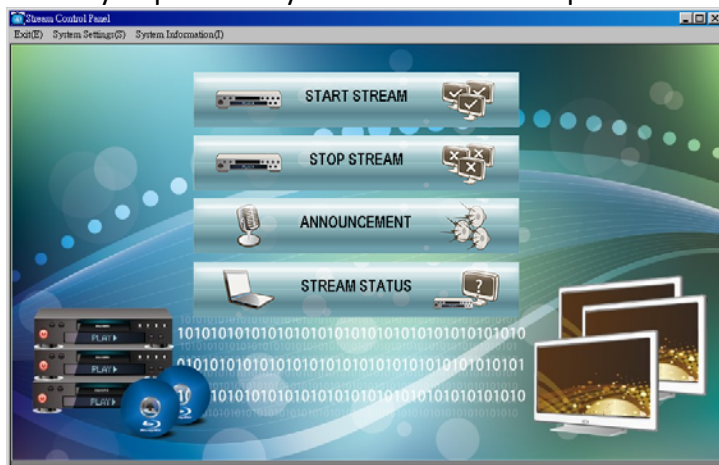 Stream Control Panel
Exit(E) System Settings(S) System Information(I)
START STREAM
STOP STREAM
ANNOUNCEMENT
STREAM STATUS
1010101010101010101010101010101010101010
PLAY
PLAY
0101010101010101010101010101010101010101
PLAY
10101010101010101010101010101010